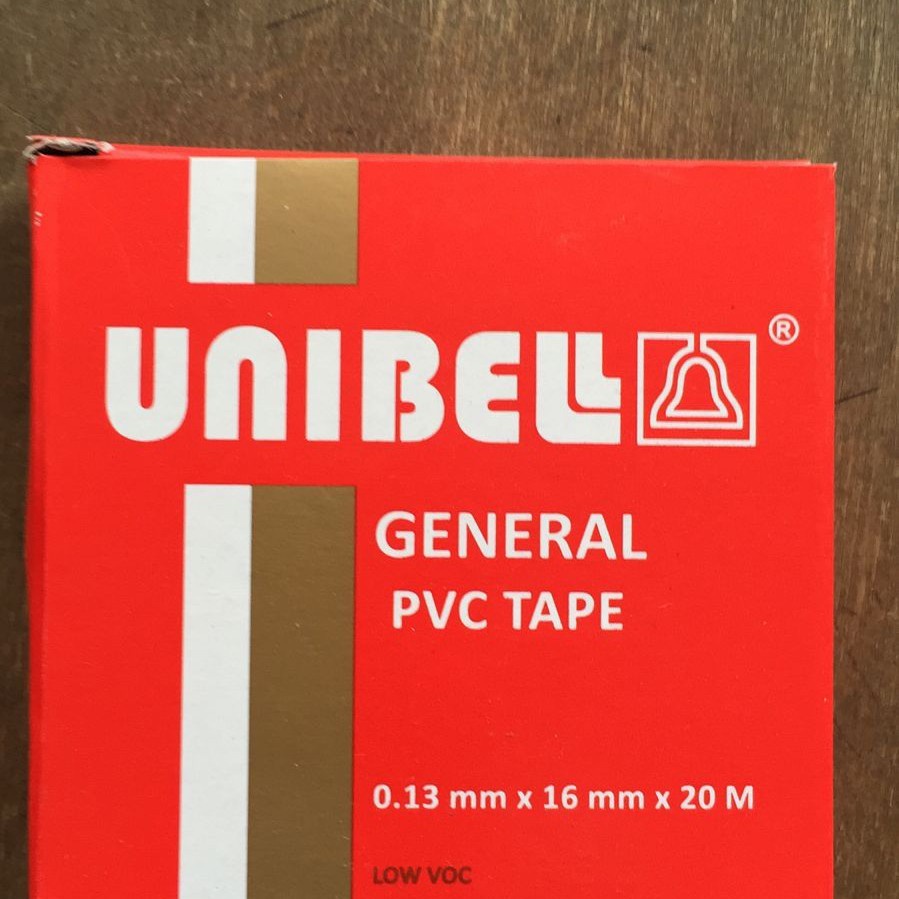 UNIBELL ®
GENERAL
PVC TAPE
0.13 mm x 16 mm x 20 M
LOW VOC